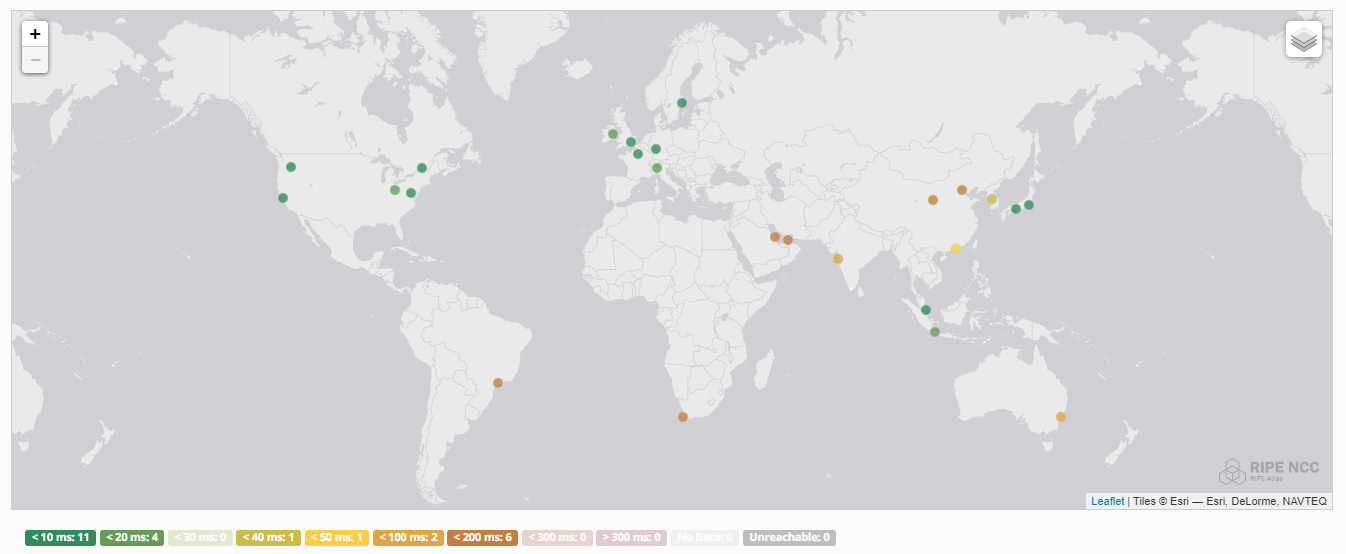 +
−
RIPE NCC
RIPE Atlas
Leaflet | Tiles © Esri — Esri, DeLorme, NAVTEQ
< 10 ms: 11 < 20 ms: 4 < 30 ms: 0 < 40 ms: 1 < 50 ms: 1 < 100 ms: 2 < 200 ms: 6 < 300 ms: 0 > 300 ms: 0 No Data: 0 Unreachable: 0